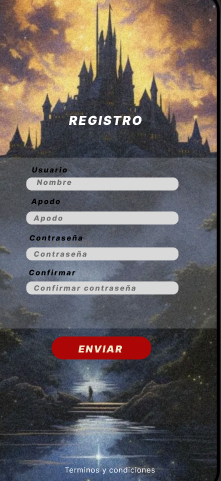 REGISTRO
Usuario
Nombre
Apodo
Apodo
Contraseña
Contraseña
Confirmar
Confirmar contraseña
ENVIAR
Terminos y condiciones